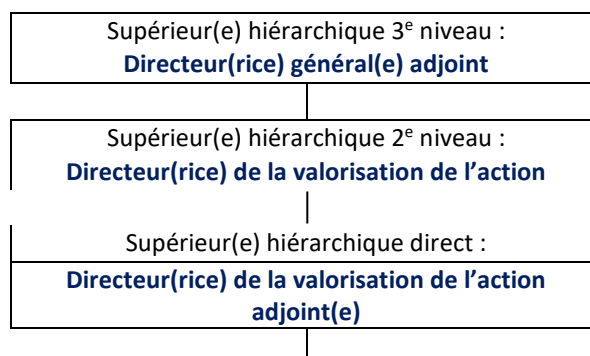 Supérieur(e) hiérarchique 3e niveau :
Directeur(rice) général(e) adjoint
Supérieur(e) hiérarchique 2e niveau :
Directeur(rice) de la valorisation de l’action
Supérieur(e) hiérarchique direct :
Directeur(rice) de la valorisation de l’action
adjoint(e)